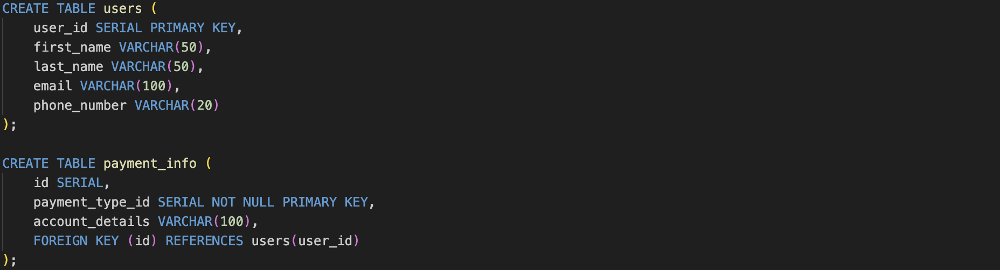 CREATE TABLE users (
    user_id SERIAL PRIMARY KEY,
    first_name VARCHAR(50),
    last_name VARCHAR(50),
    email VARCHAR(100),
    phone_number VARCHAR(20)
);

CREATE TABLE payment_info (
    id SERIAL,
    payment_type_id SERIAL NOT NULL PRIMARY KEY,
    account_details VARCHAR(100),
    FOREIGN KEY (id) REFERENCES users(user_id)
);